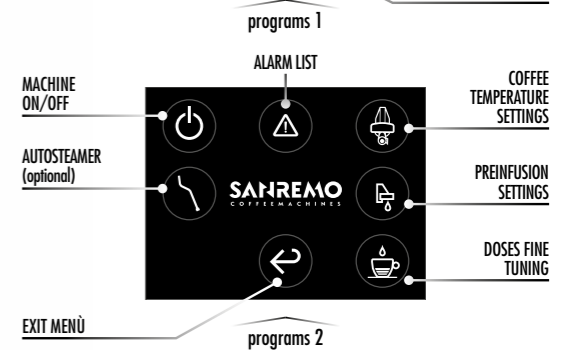 programs 1
ALARM LIST
MACHINE
ON/OFF
COFFEE
TEMPERATURE
SETTINGS
AUTOSTEAMER
(optional)
SANREMO
COFFEEMACHINES
PREINFUSION
SETTINGS
DOSES FINE
TUNING
EXIT MENÙ
programs 2